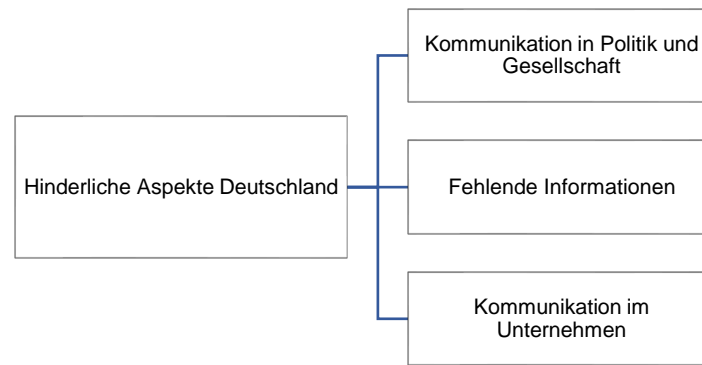 Kommunikation in Politik und
Gesellschaft
Hinderliche Aspekte Deutschland
Fehlende Informationen
Kommunikation im
Unternehmen